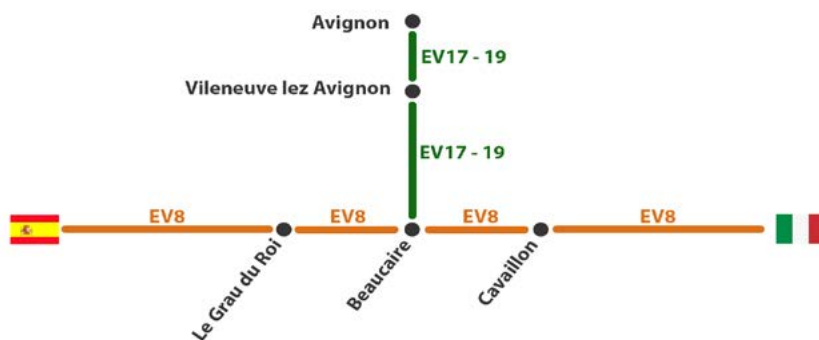 Avignon
EV17 - 19
Vileneuve lez Avignon
EV17 - 19
EV8
EV8
EV8
EV8
Le Grau du Roi
Beaucaire
Cavaillon